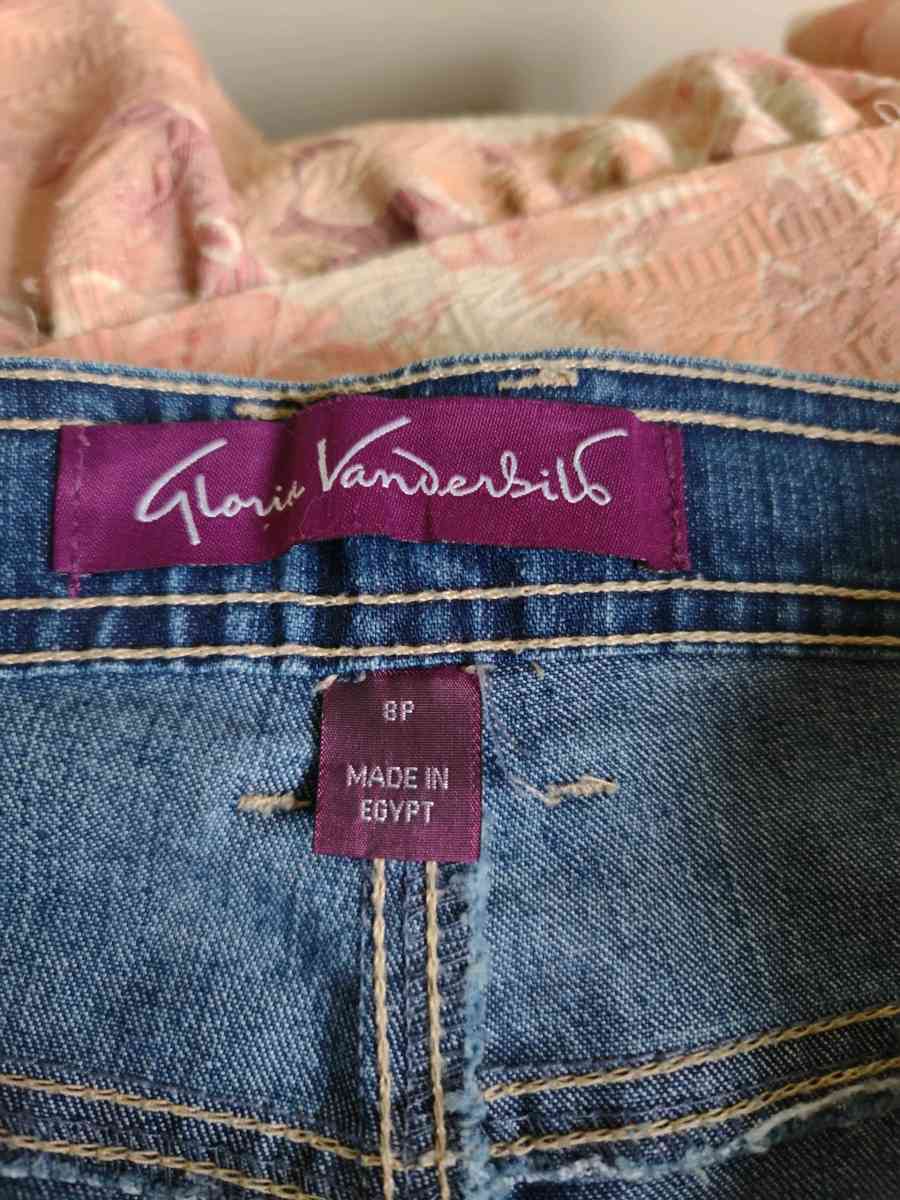 Gloria Vanderbilt
8P
MADE IN
EGYPT